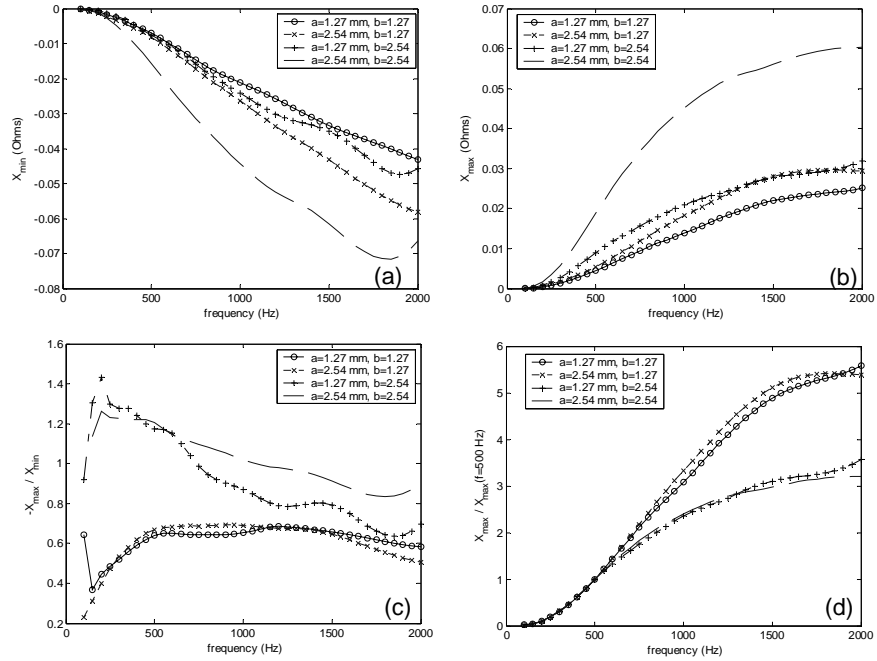 0
-0.01
-0.02
-0.03
-0.04
-0.05
-0.06
-0.07
-0.08
X_min (Ohms)
0 500 1000 1500 2000
frequency (Hz)
a=1.27 mm, b=1.27
a=2.54 mm, b=1.27
a=1.27 mm, b=2.54
a=2.54 mm, b=2.54
(a)
0.07
0.06
0.05
0.04
0.03
0.02
0.01
0
X_max (Ohms)
0 500 1000 1500 2000
frequency (Hz)
a=1.27 mm, b=1.27
a=2.54 mm, b=1.27
a=1.27 mm, b=2.54
a=2.54 mm, b=2.54
(b)
1.6
1.4
1.2
1
0.8
0.6
0.4
0.2
-X_max / X_min
0 500 1000 1500 2000
frequency (Hz)
a=1.27 mm, b=1.27
a=2.54 mm, b=1.27
a=1.27 mm, b=2.54
a=2.54 mm, b=2.54
(c)
6
5
4
3
2
1
0
X_max / X_max(f=500 Hz)
0 500 1000 1500 2000
frequency (Hz)
a=1.27 mm, b=1.27
a=2.54 mm, b=1.27
a=1.27 mm, b=2.54
a=2.54 mm, b=2.54
(d)